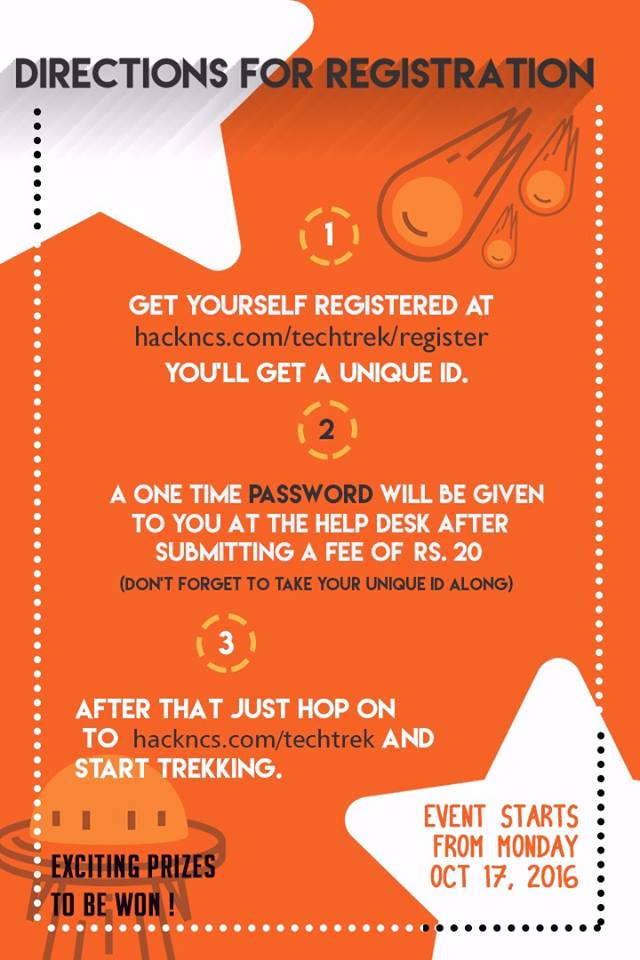 DIRECTIONS FOR REGISTRATION
1
GET YOURSELF REGISTERED AT
hackncs.com/techtrek/register
YOU'LL GET A UNIQUE ID.
2
A ONE TIME PASSWORD WILL BE GIVEN
TO YOU AT THE HELP DESK AFTER
SUBMITTING A FEE OF RS. 20
(DON'T FORGET TO TAKE YOUR UNIQUE ID ALONG)
3
AFTER THAT JUST HOP ON
TO hackncs.com/techtrek AND
START TREKKING.
EXCITING PRIZES
TO BE WON !
EVENT STARTS
FROM MONDAY
OCT 17, 2016